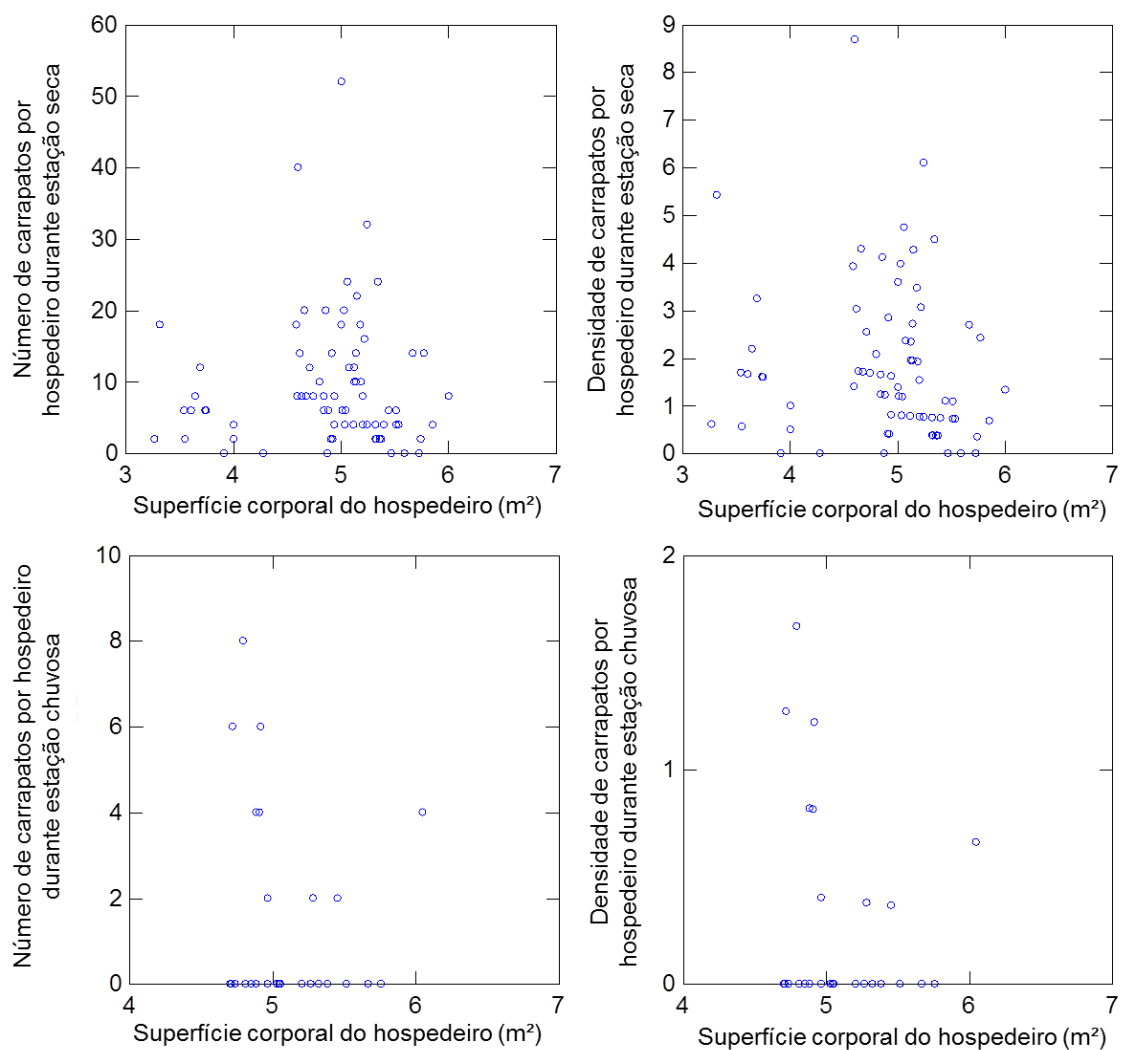 Número de carrapatos por
hospedeiro durante estação seca
60
50
40
30
20
10
0
3 4 5 6 7
Superfície corporal do hospedeiro (m²)
Densidade de carrapatos por
hospedeiro durante estação seca
9
8
7
6
5
4
3
2
1
0
3 4 5 6 7
Superfície corporal do hospedeiro (m²)
Número de carrapatos por hospedeiro
durante estação chuvosa
10
8
6
4
2
0
4 5 6 7
Superfície corporal do hospedeiro (m²)
Densidade de carrapatos por
hospedeiro durante estação chuvosa
2
1
0
4 5 6 7
Superfície corporal do hospedeiro (m²)